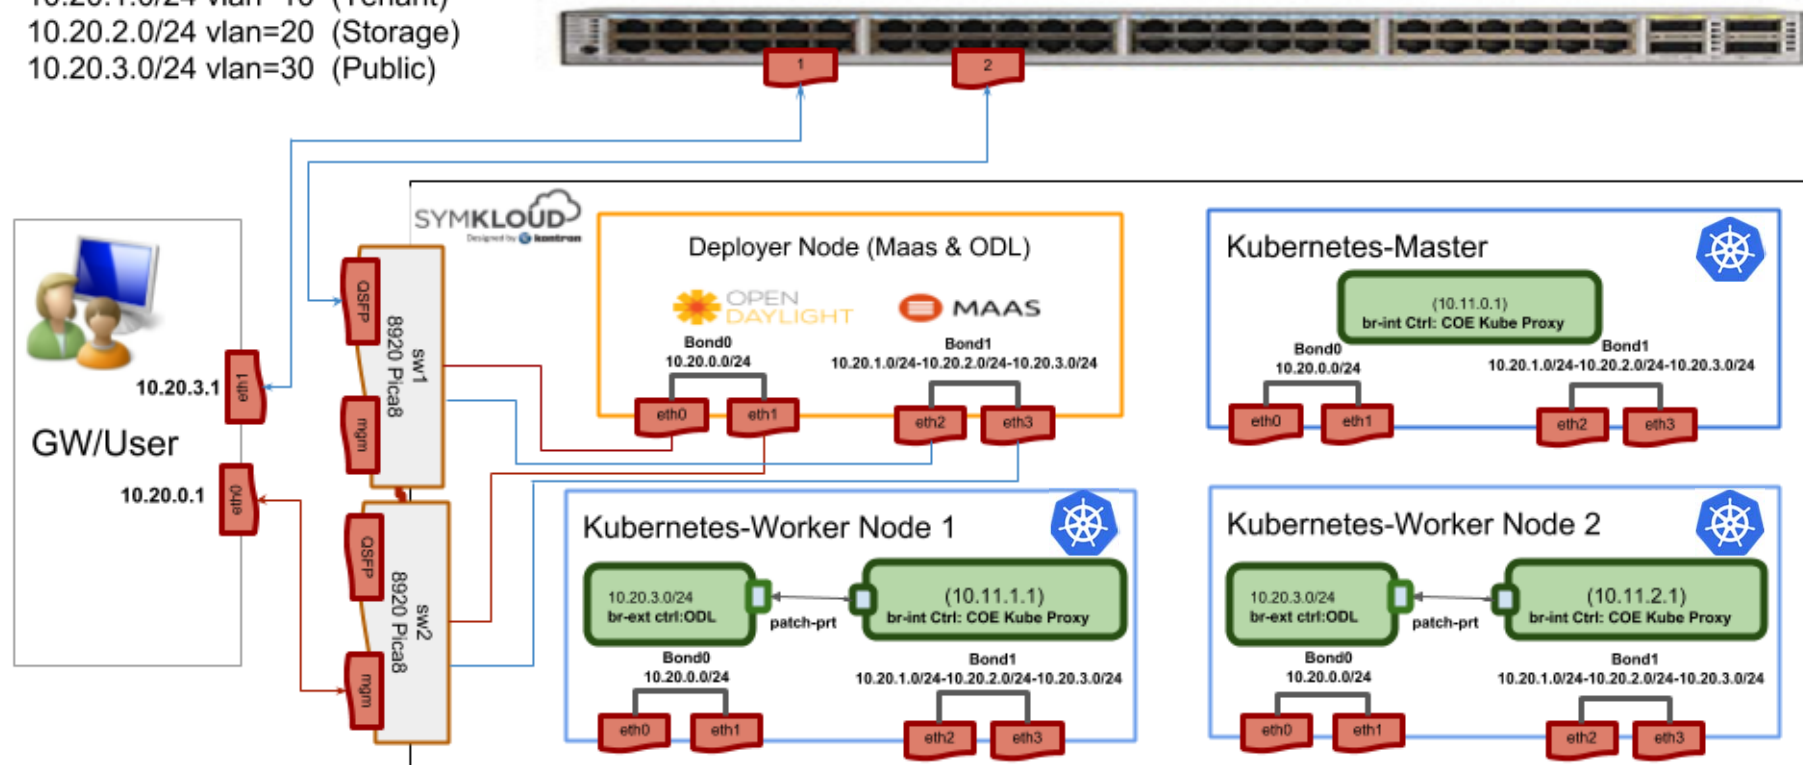 10.20.1.0/24 vlan=10 (Tenant)
10.20.2.0/24 vlan=20 (Storage)
10.20.3.0/24 vlan=30 (Public)
1
2
SYMKLOUD
Designed by kontron
GW/User
10.20.3.1
eth1
10.20.0.1
eth0
QSFP
mgm
sw1
8920 Pica8
QSFP
mgm
sw2
8920 Pica8
Deployer Node (Maas & ODL)
OPEN
DAYLIGHT
MAAS
Bond0
10.20.0.0/24
Bond1
10.20.1.0/24-10.20.2.0/24-10.20.3.0/24
eth0
eth1
eth2
eth3
Kubernetes-Master
(10.11.0.1)
br-int Ctrl: COE Kube Proxy
Bond0
10.20.0.0/24
Bond1
10.20.1.0/24-10.20.2.0/24-10.20.3.0/24
eth0
eth1
eth2
eth3
Kubernetes-Worker Node 1
10.20.3.0/24
br-ext ctrl:ODL
patch-prt
(10.11.1.1)
br-int Ctrl: COE Kube Proxy
Bond0
10.20.0.0/24
Bond1
10.20.1.0/24-10.20.2.0/24-10.20.3.0/24
eth0
eth1
eth2
eth3
Kubernetes-Worker Node 2
10.20.3.0/24
br-ext ctrl:ODL
patch-prt
(10.11.2.1)
br-int Ctrl: COE Kube Proxy
Bond0
10.20.0.0/24
Bond1
10.20.1.0/24-10.20.2.0/24-10.20.3.0/24
eth0
eth1
eth2
eth3